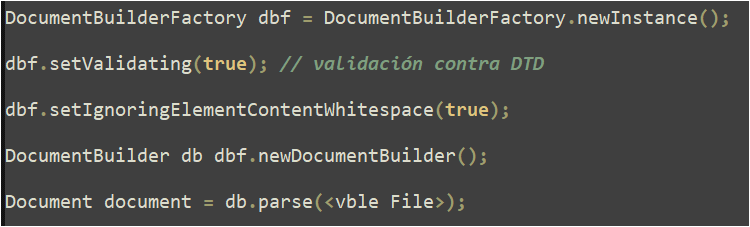 DocumentBuilderFactory dbf = DocumentBuilderFactory.newInstance();
dbf.setValidating(true); // validación contra DTD
dbf.setIgnoringElementContentWhitespace(true);
DocumentBuilder db dbf.newDocumentBuilder();
Document document = db.parse(<vble File>);